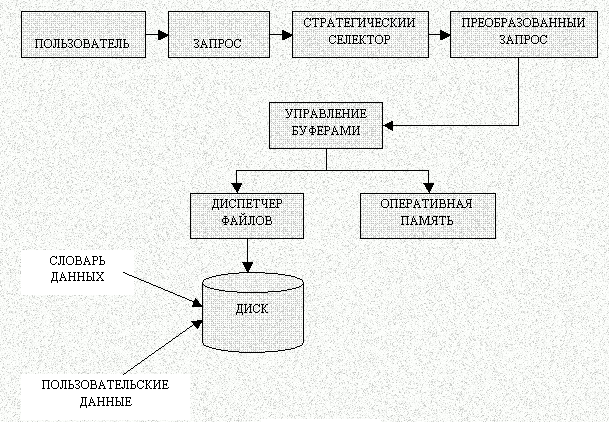 ПОЛЬЗОВАТЕЛЬ
ЗАПРОС
СТРАТЕГИЧЕСКИЙ
СЕЛЕКТОР
ПРЕОБРАЗОВАННЫЙ
ЗАПРОС
УПРАВЛЕНИЕ
БУФЕРАМИ
ДИСПЕТЧЕР
ФАЙЛОВ
ОПЕРАТИВНАЯ
ПАМЯТЬ
СЛОВАРЬ
ДАННЫХ
ДИСК
ПОЛЬЗОВАТЕЛЬСКИЕ
ДАННЫЕ